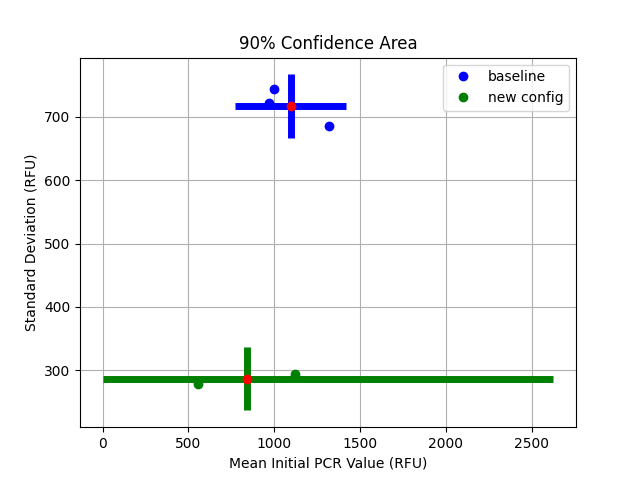 90% Confidence Area
baseline
new config
Standard Deviation (RFU)
700
600
500
400
300
0 500 1000 1500 2000 2500
Mean Initial PCR Value (RFU)